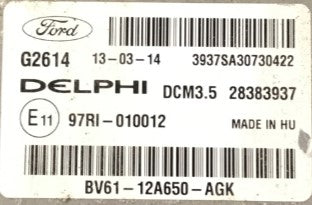 Ford
G2614 13-03-14 3937SA30730422
DELPHI DCM3.5 28383937
E11 97RI-010012 MADE IN HU
BV61-12A650-AGK